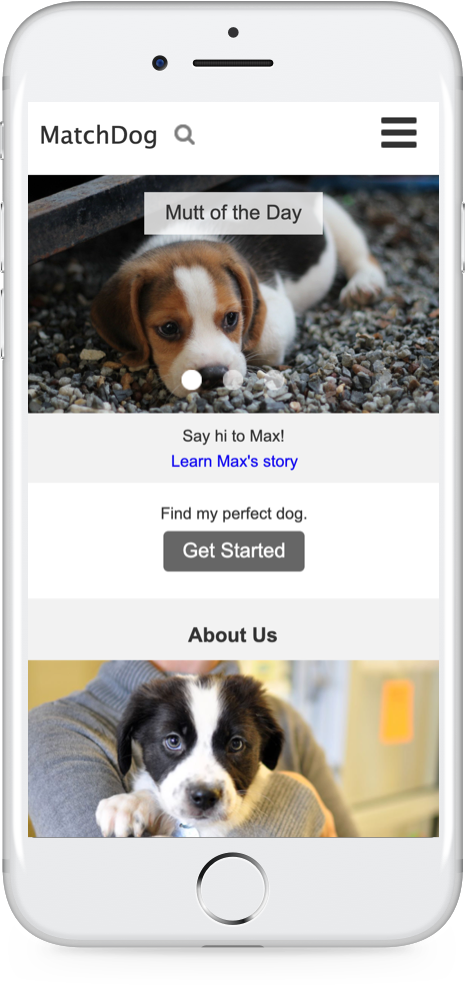 MatchDog
Mutt of the Day
Say hi to Max!
Learn Max's story
Find my perfect dog.
Get Started
About Us